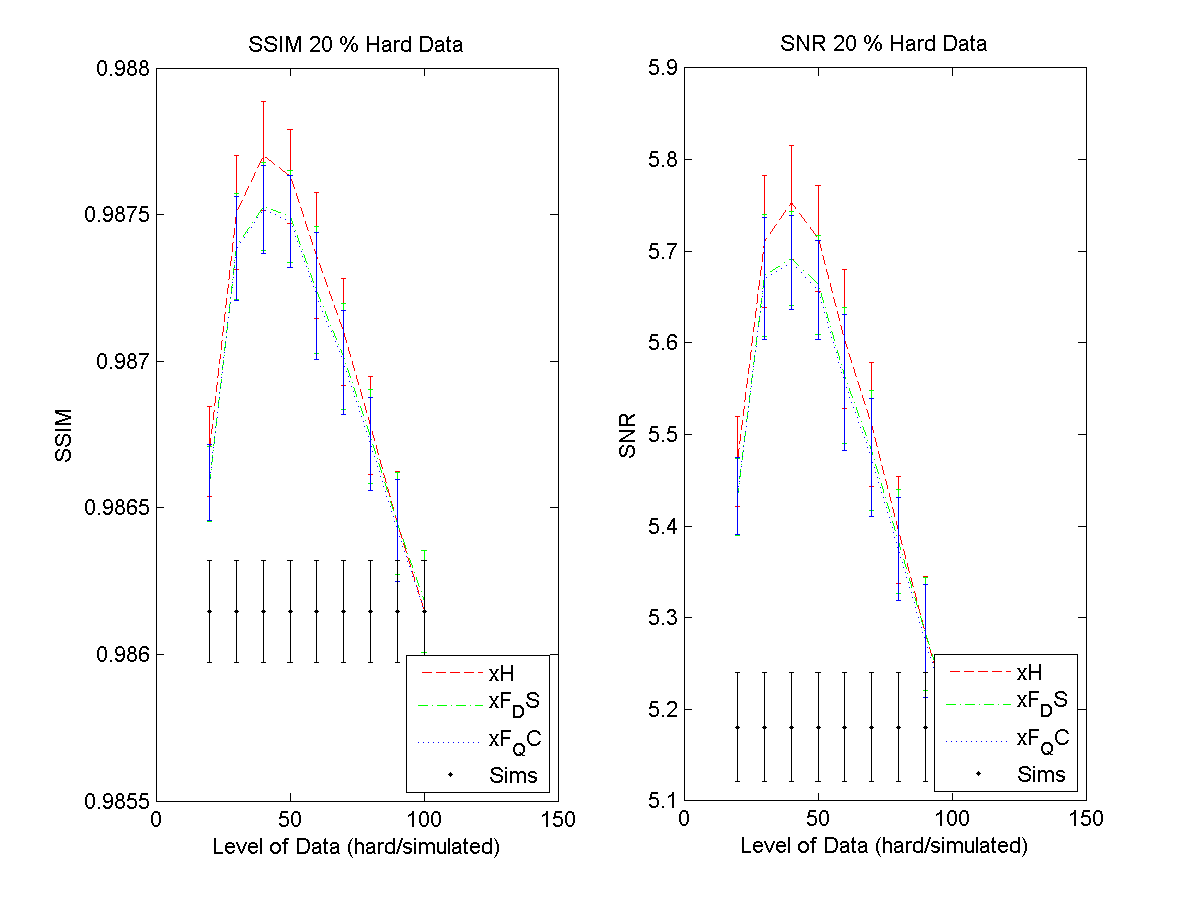 SSIM 20 % Hard Data
0.988
0.9875
0.987
0.9865
0.986
0.9855
SSIM
0
50
100
150
Level of Data (hard/simulated)
xH
xF_DS
xF_QC
Sims
SNR 20 % Hard Data
5.9
5.8
5.7
5.6
5.5
5.4
5.3
5.2
5.1
SNR
0
50
100
150
Level of Data (hard/simulated)
xH
xF_DS
xF_QC
Sims